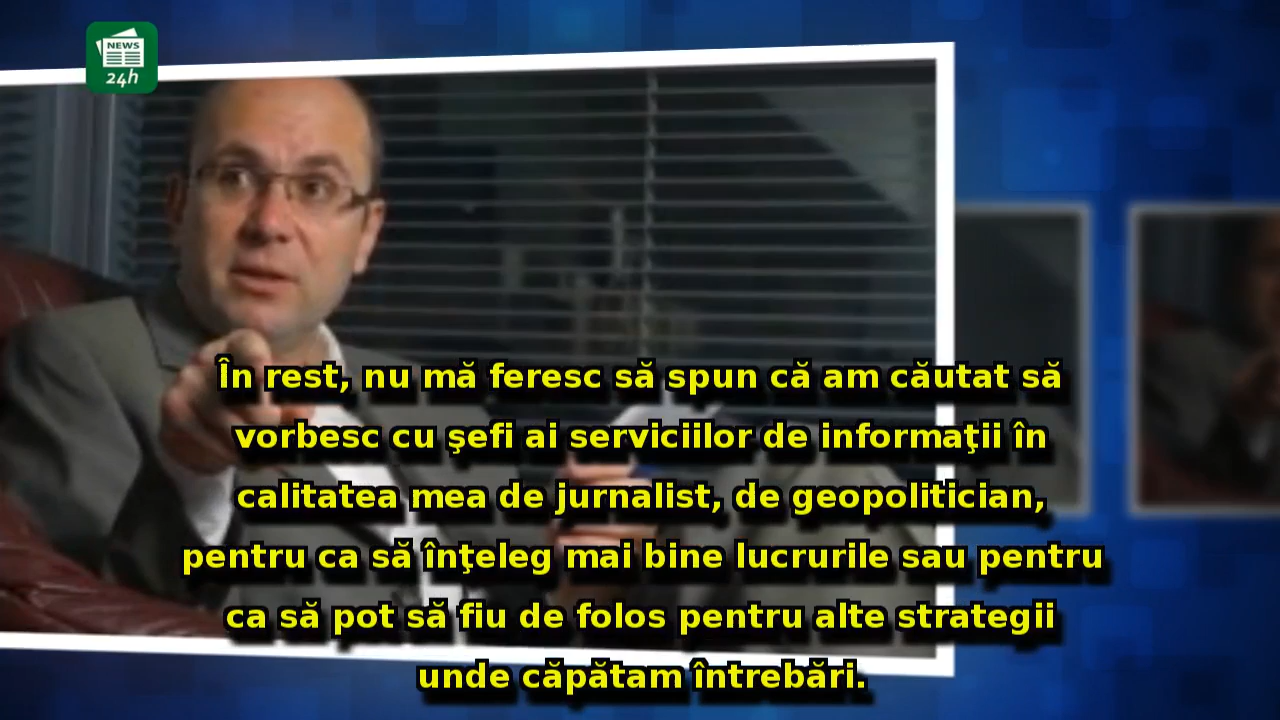 NEWS
24h
În rest, nu mă feresc să spun că am căutat să
vorbesc cu şefi ai serviciilor de informaţii în
calitatea mea de jurnalist, de geopolitician,
pentru ca să înţeleg mai bine lucrurile sau pentru
ca să pot să fiu de folos pentru alte strategii
unde căpătam întrebări.